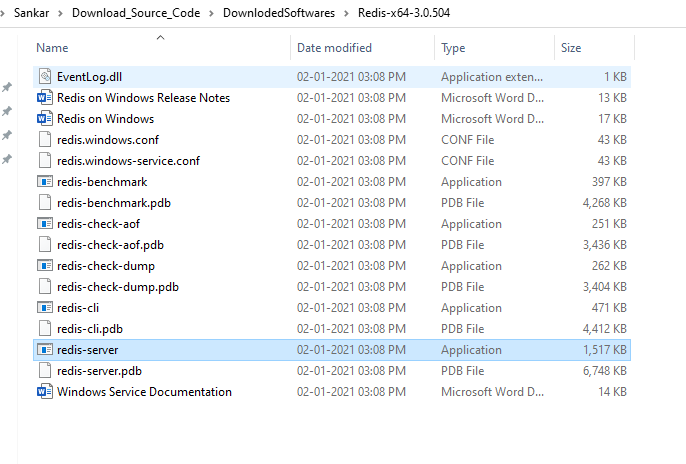 Sankar > Download_Source_Code > DownlodedSoftwares > Redis-x64-3.0.504
Name Date modified Type Size
EventLog.dll 02-01-2021 03:08 PM Application exten... 1 KB
Redis on Windows Release Notes 02-01-2021 03:08 PM Microsoft Word D... 13 KB
Redis on Windows 02-01-2021 03:08 PM Microsoft Word D... 17 KB
redis.windows.conf 02-01-2021 03:08 PM CONF File 43 KB
redis.windows-service.conf 02-01-2021 03:08 PM CONF File 43 KB
redis-benchmark 02-01-2021 03:08 PM Application 397 KB
redis-benchmark.pdb 02-01-2021 03:08 PM PDB File 4,268 KB
redis-check-aof 02-01-2021 03:08 PM Application 251 KB
redis-check-aof.pdb 02-01-2021 03:08 PM PDB File 3,436 KB
redis-check-dump 02-01-2021 03:08 PM Application 262 KB
redis-check-dump.pdb 02-01-2021 03:08 PM PDB File 3,404 KB
redis-cli 02-01-2021 03:08 PM Application 471 KB
redis-cli.pdb 02-01-2021 03:08 PM PDB File 4,412 KB
redis-server 02-01-2021 03:08 PM Application 1,517 KB
redis-server.pdb 02-01-2021 03:08 PM PDB File 6,748 KB
Windows Service Documentation 02-01-2021 03:08 PM Microsoft Word D... 14 KB